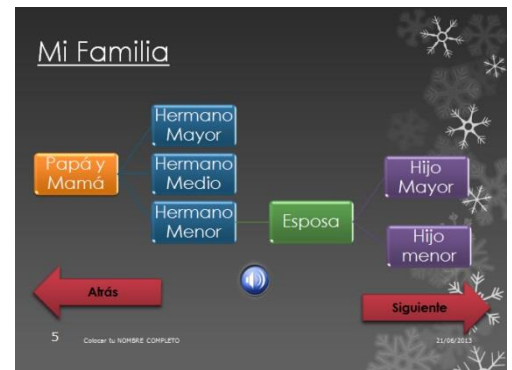 Mi Familia
Hermano
Mayor
Papá y
Mamá
Hermano
Medio
Hermano
Menor
Esposa
Hijo
Mayor
Hijo
menor
Atrás
Siguiente
5
Colocar tu NOMBRE COMPLETO
21/06/2013